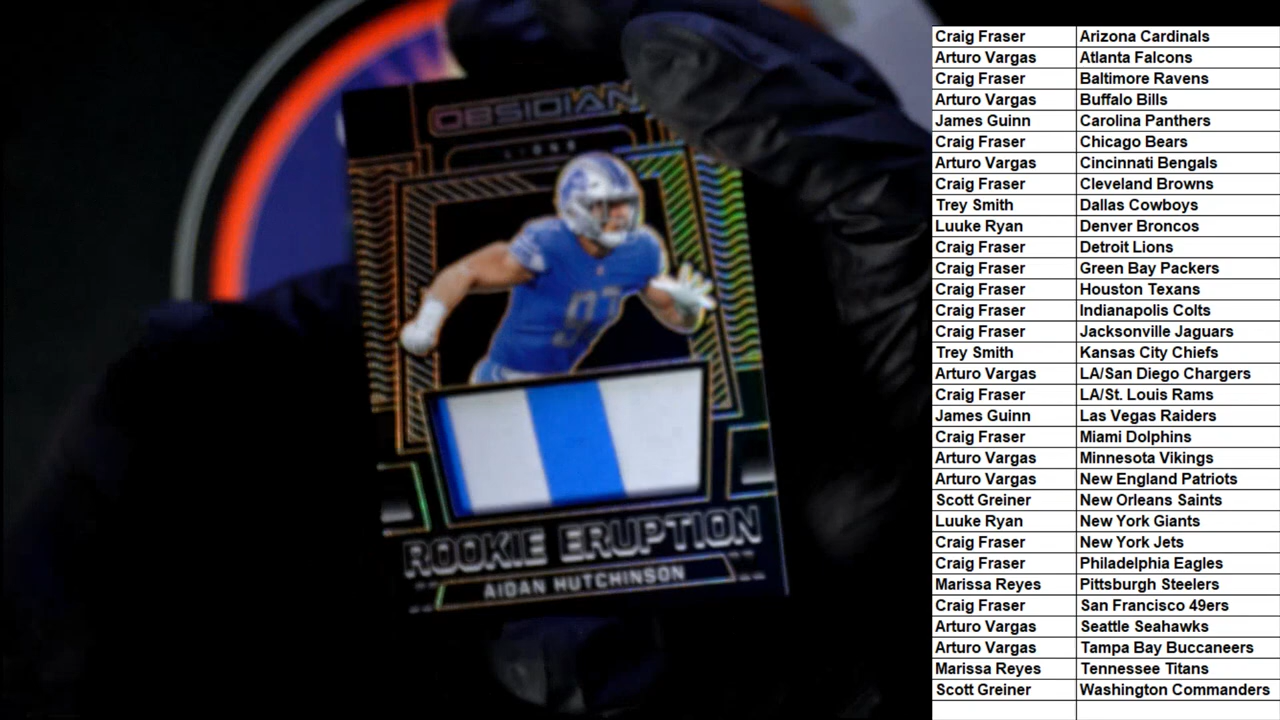 OBSIDIAN
LIONS
97
ROOKIE ERUPTION
AIDAN HUTCHINSON
Craig Fraser Arizona Cardinals
Arturo Vargas Atlanta Falcons
Craig Fraser Baltimore Ravens
Arturo Vargas Buffalo Bills
James Guinn Carolina Panthers
Craig Fraser Chicago Bears
Arturo Vargas Cincinnati Bengals
Craig Fraser Cleveland Browns
Trey Smith Dallas Cowboys
Luuke Ryan Denver Broncos
Craig Fraser Detroit Lions
Craig Fraser Green Bay Packers
Craig Fraser Houston Texans
Craig Fraser Indianapolis Colts
Craig Fraser Jacksonville Jaguars
Trey Smith Kansas City Chiefs
Arturo Vargas LA/San Diego Chargers
Craig Fraser LA/St. Louis Rams
James Guinn Las Vegas Raiders
Craig Fraser Miami Dolphins
Arturo Vargas Minnesota Vikings
Arturo Vargas New England Patriots
Scott Greiner New Orleans Saints
Luuke Ryan New York Giants
Craig Fraser New York Jets
Craig Fraser Philadelphia Eagles
Marissa Reyes Pittsburgh Steelers
Craig Fraser San Francisco 49ers
Arturo Vargas Seattle Seahawks
Arturo Vargas Tampa Bay Buccaneers
Marissa Reyes Tennessee Titans
Scott Greiner Washington Commanders